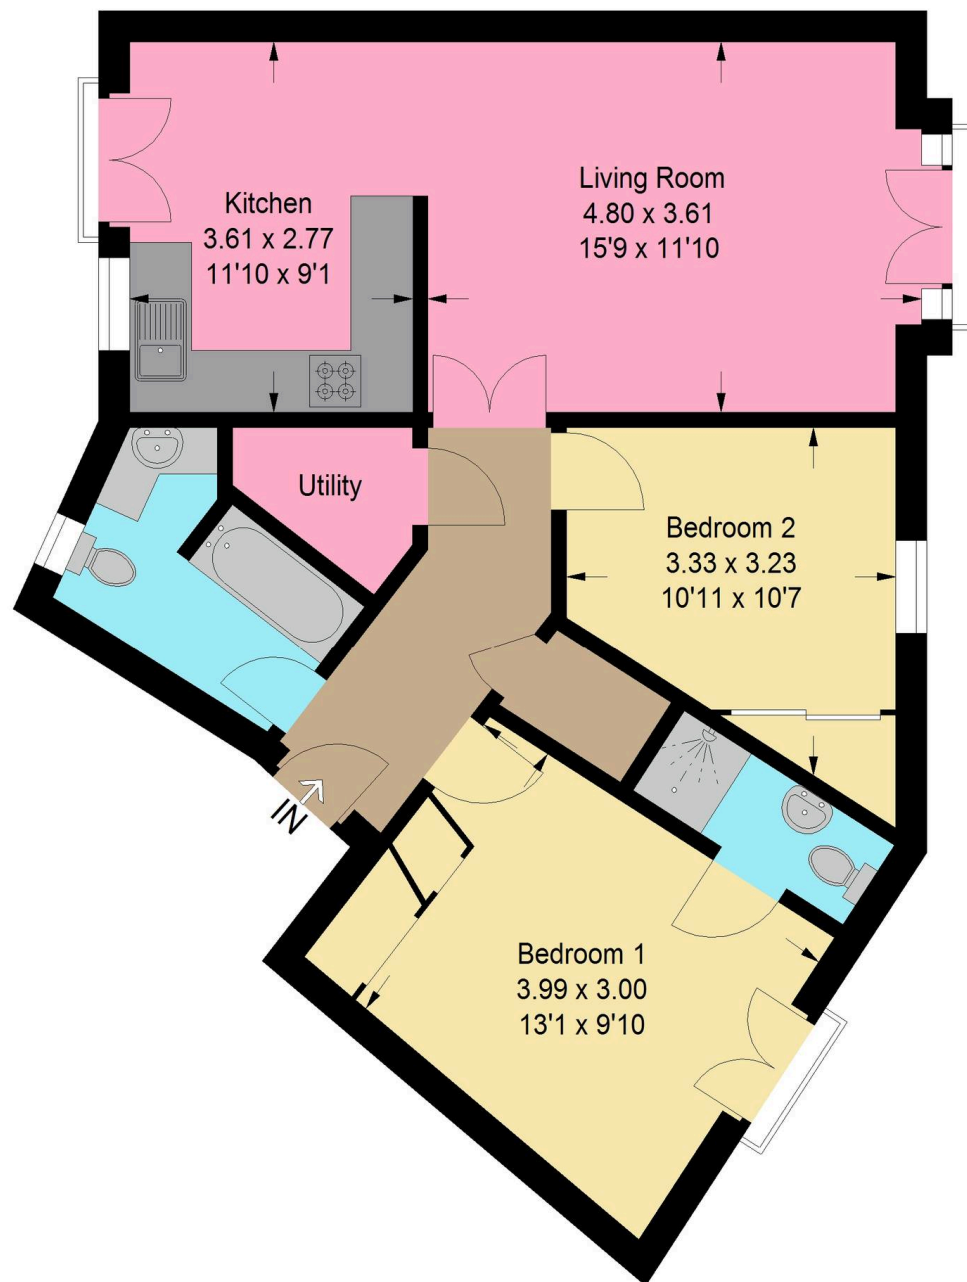 Kitchen
3.61 x 2.77
11'10 x 9'1
Living Room
4.80 x 3.61
15'9 x 11'10
Utility
Bedroom 2
3.33 x 3.23
10'11 x 10'7
IN
Bedroom 1
3.99 x 3.00
13'1 x 9'10